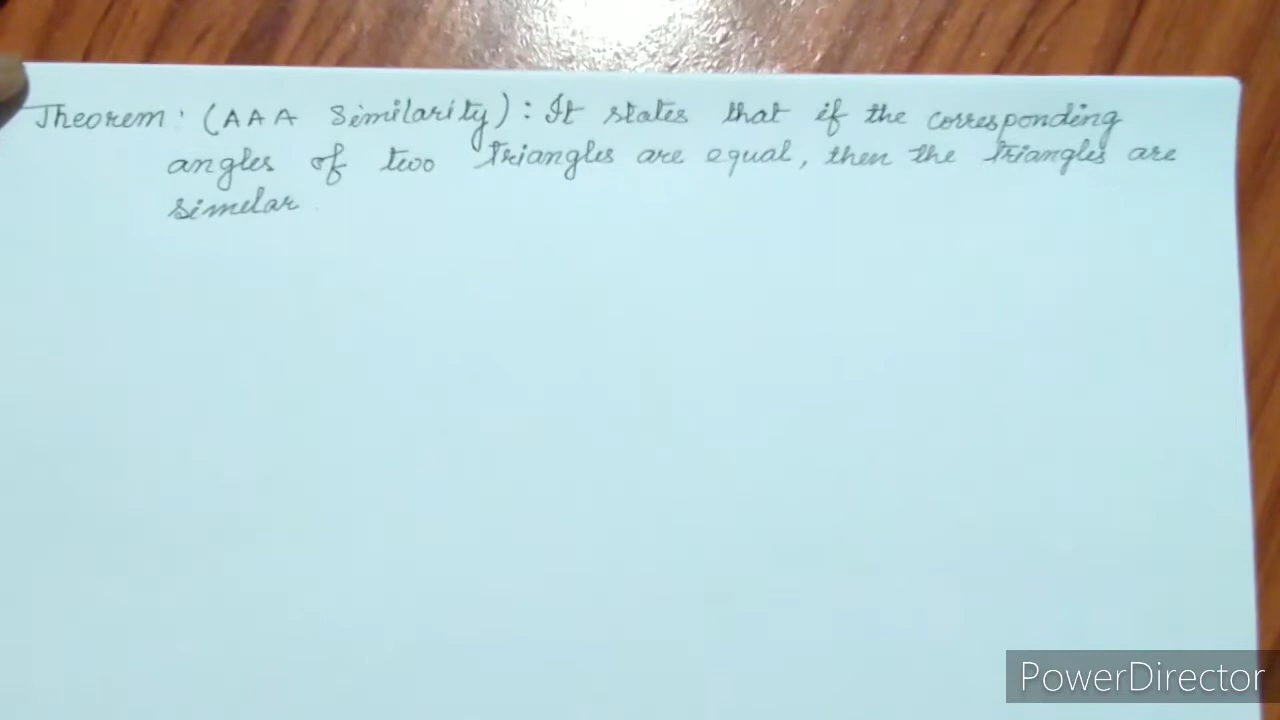 Theorem: (AAA Similarity): It states that if the corresponding
angles of two triangles are equal, then the triangles are
simelar
PowerDirector